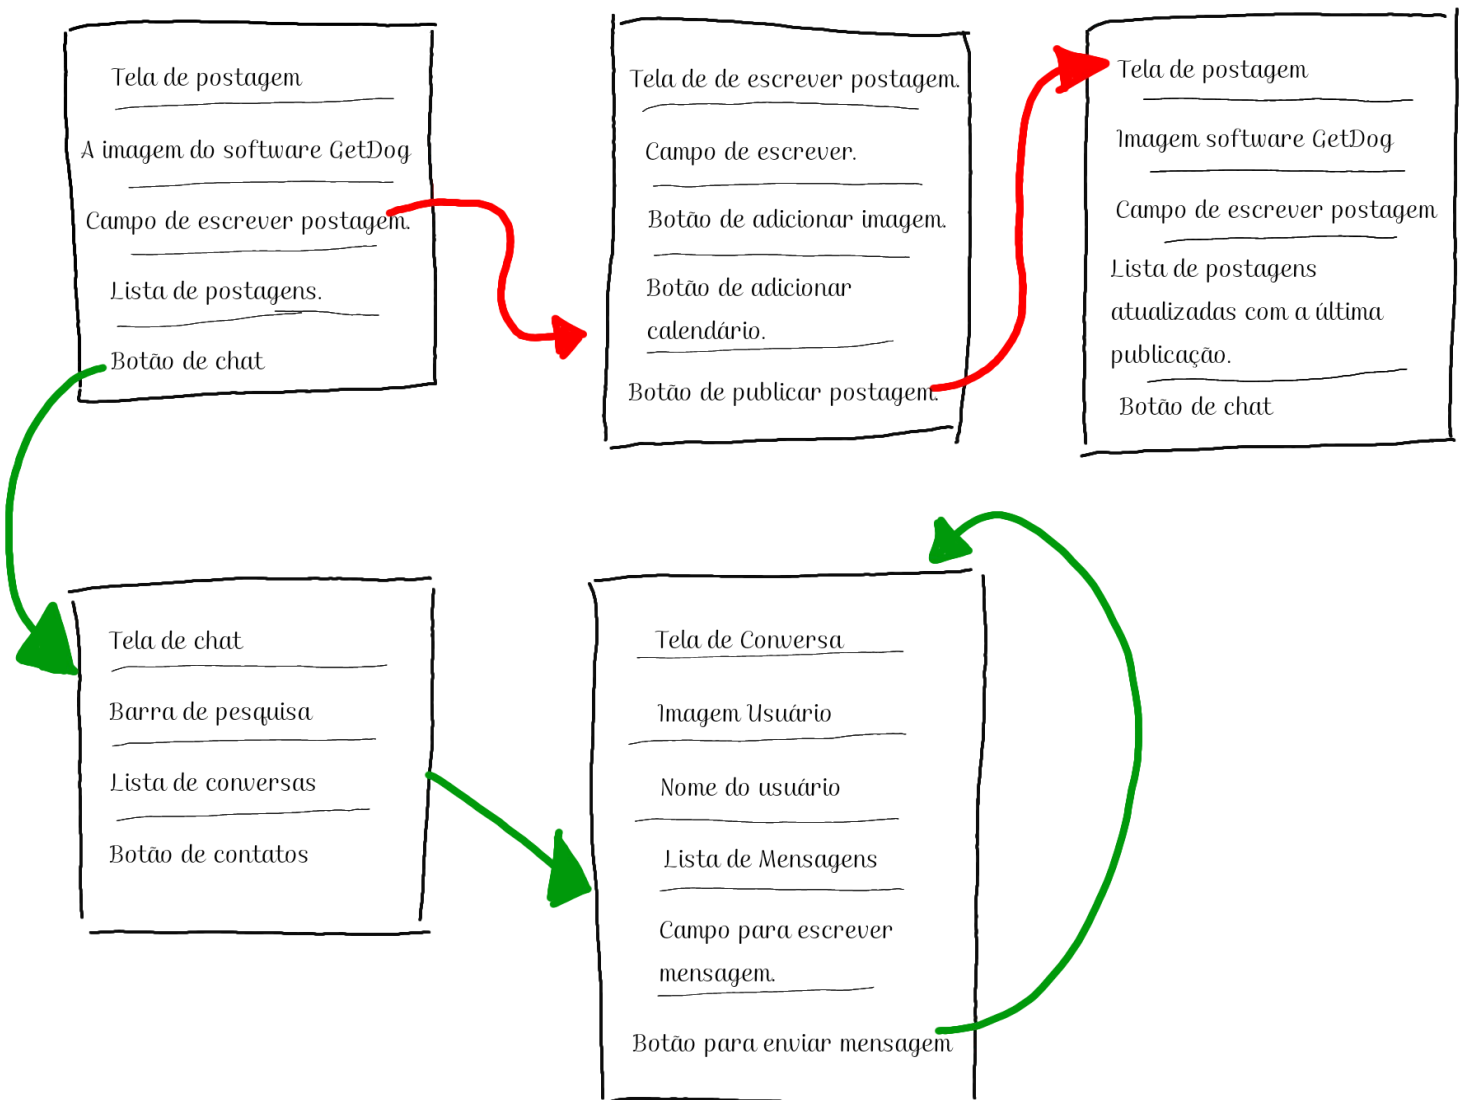 Tela de postagem
A imagem do software GetDog
Campo de escrever postagem.
Lista de postagens.
Botão de chat
Tela de de escrever postagem.
Campo de escrever.
Botão de adicionar imagem.
Botão de adicionar
calendário.
Botão de publicar postagem.
Tela de postagem
Imagem software GetDog
Campo de escrever postagem
Lista de postagens
atualizadas com a última
publicação.
Botão de chat
Tela de chat
Barra de pesquisa
Lista de conversas
Botão de contatos
Tela de Conversa
Imagem Usuário
Nome do usuário
Lista de Mensagens
Campo para escrever
mensagem.
Botão para enviar mensagem